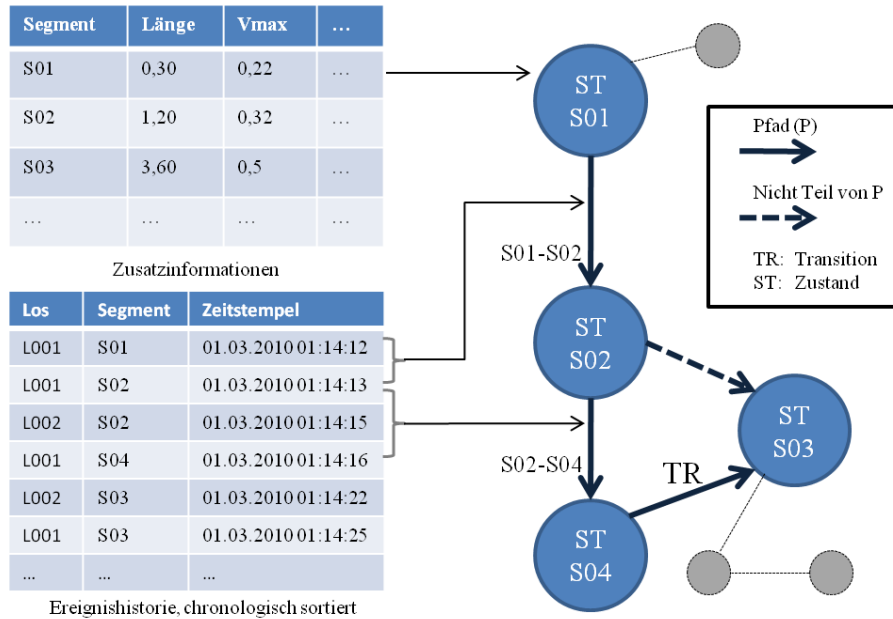 Segment Länge Vmax …
S01 0,30 0,22 …
S02 1,20 0,32 …
S03 3,60 0,5 …
… … … …
Zusatzinformationen
Los Segment Zeitstempel
L001 S01 01.03.2010 01:14:12
L001 S02 01.03.2010 01:14:13
L002 S02 01.03.2010 01:14:15
L001 S04 01.03.2010 01:14:16
L002 S03 01.03.2010 01:14:22
L001 S03 01.03.2010 01:14:25
... ... ...
Ereignishistorie, chronologisch sortiert
ST
S01
S01-S02
ST
S02
S02-S04
TR
ST
S03
ST
S04
Pfad (P)
Nicht Teil von P
TR: Transition
ST: Zustand